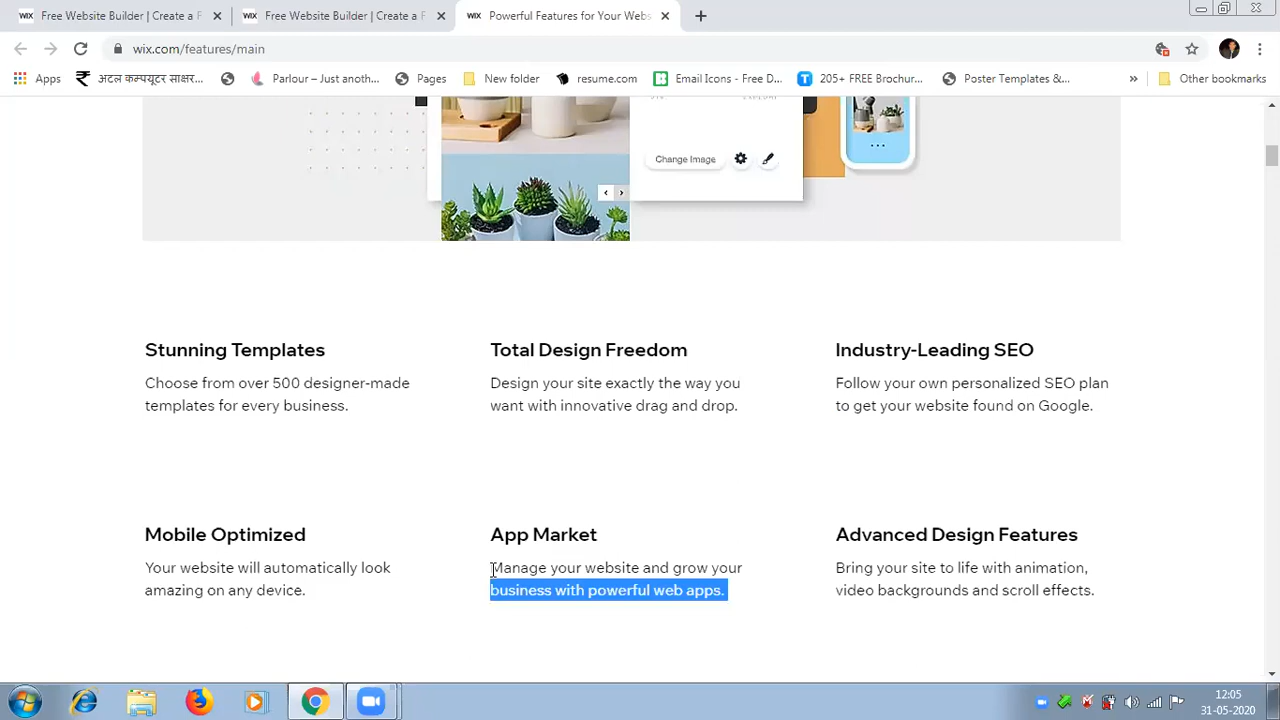 WIX Free Website Builder | Create a F
WIX Free Website Builder | Create a F
WIX Powerful Features for Your Webs
wix.com/features/main
Apps
अटल कम्पयूटर साक्षर...
Parlour – Just anoth...
Pages
New folder
resume.com
Email Icons - Free D...
205+ FREE Brochur...
Poster Templates &...
»
Other bookmarks
Change Image
Stunning Templates
Choose from over 500 designer-made
templates for every business.
Total Design Freedom
Design your site exactly the way you
want with innovative drag and drop.
Industry-Leading SEO
Follow your own personalized SEO plan
to get your website found on Google.
Mobile Optimized
Your website will automatically look
amazing on any device.
App Market
Manage your website and grow your
business with powerful web apps.
Advanced Design Features
Bring your site to life with animation,
video backgrounds and scroll effects.
12:05
31-05-2020